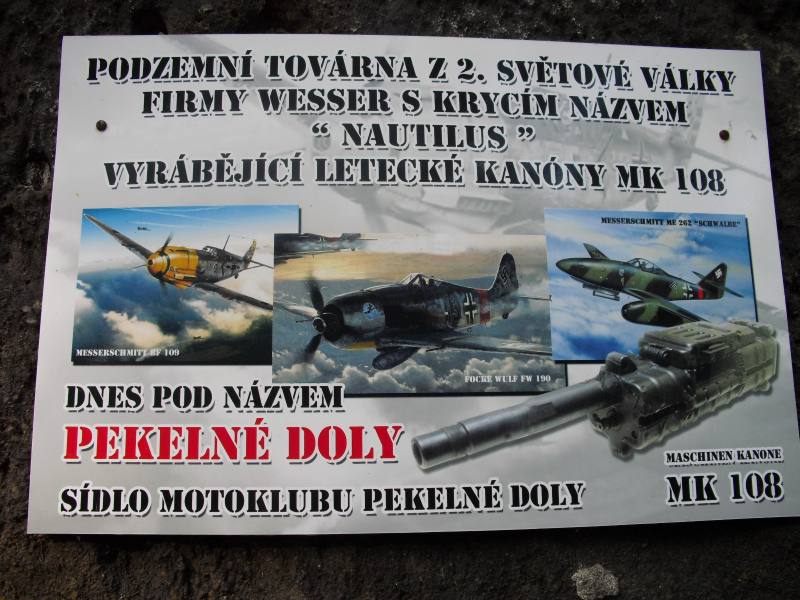 PODZEMNÍ TOVÁRNA Z 2. SVĚTOVÉ VÁLKY
FIRMY WESSER S KRYCÍM NÁZVEM
“ NAUTILUS ”
VYRÁBĚJÍCÍ LETECKÉ KANÓNY MK 108
MESSERSCHMITT BF 109
FOCKE WULF FW 190
MESSERSCHMITT ME 262 "SCHWALBE"
DNES POD NÁZVEM
PEKELNÉ DOLY
SÍDLO MOTOKLUBU PEKELNÉ DOLY
MASCHINEN KANONE
MK 108